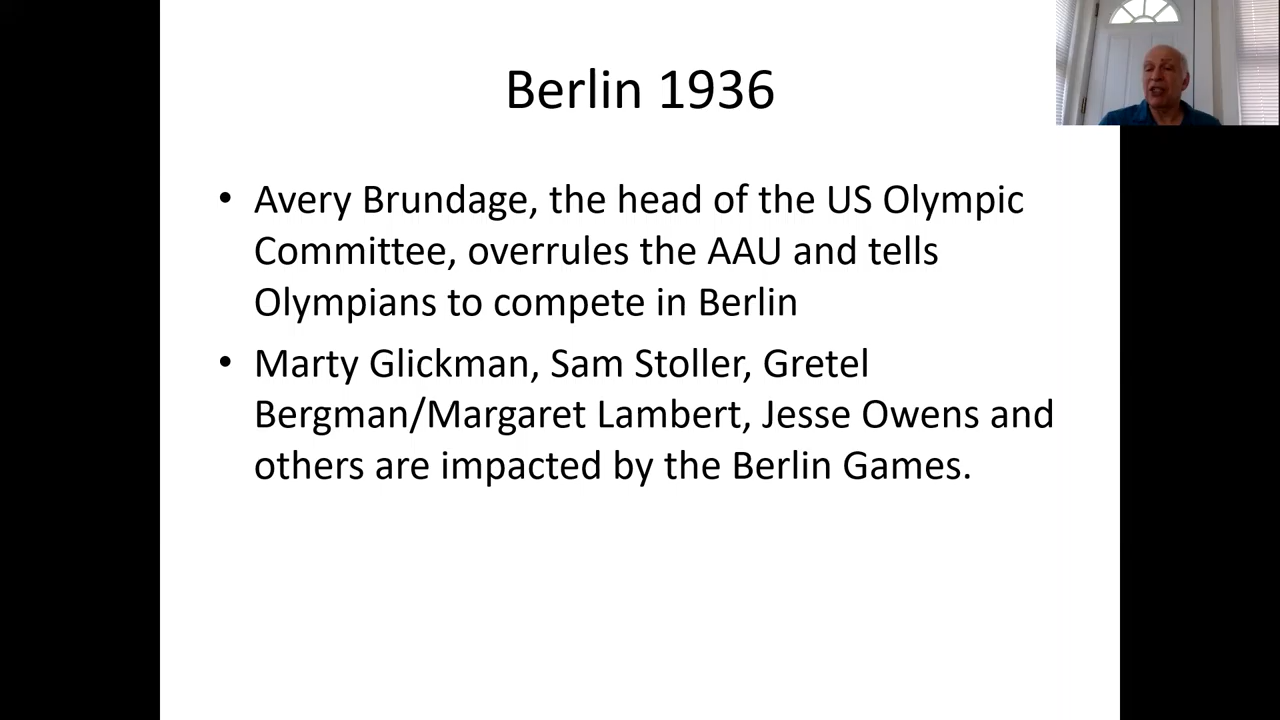 Berlin 1936
• Avery Brundage, the head of the US Olympic
Committee, overrules the AAU and tells
Olympians to compete in Berlin
• Marty Glickman, Sam Stoller, Gretel
Bergman/Margaret Lambert, Jesse Owens and
others are impacted by the Berlin Games.